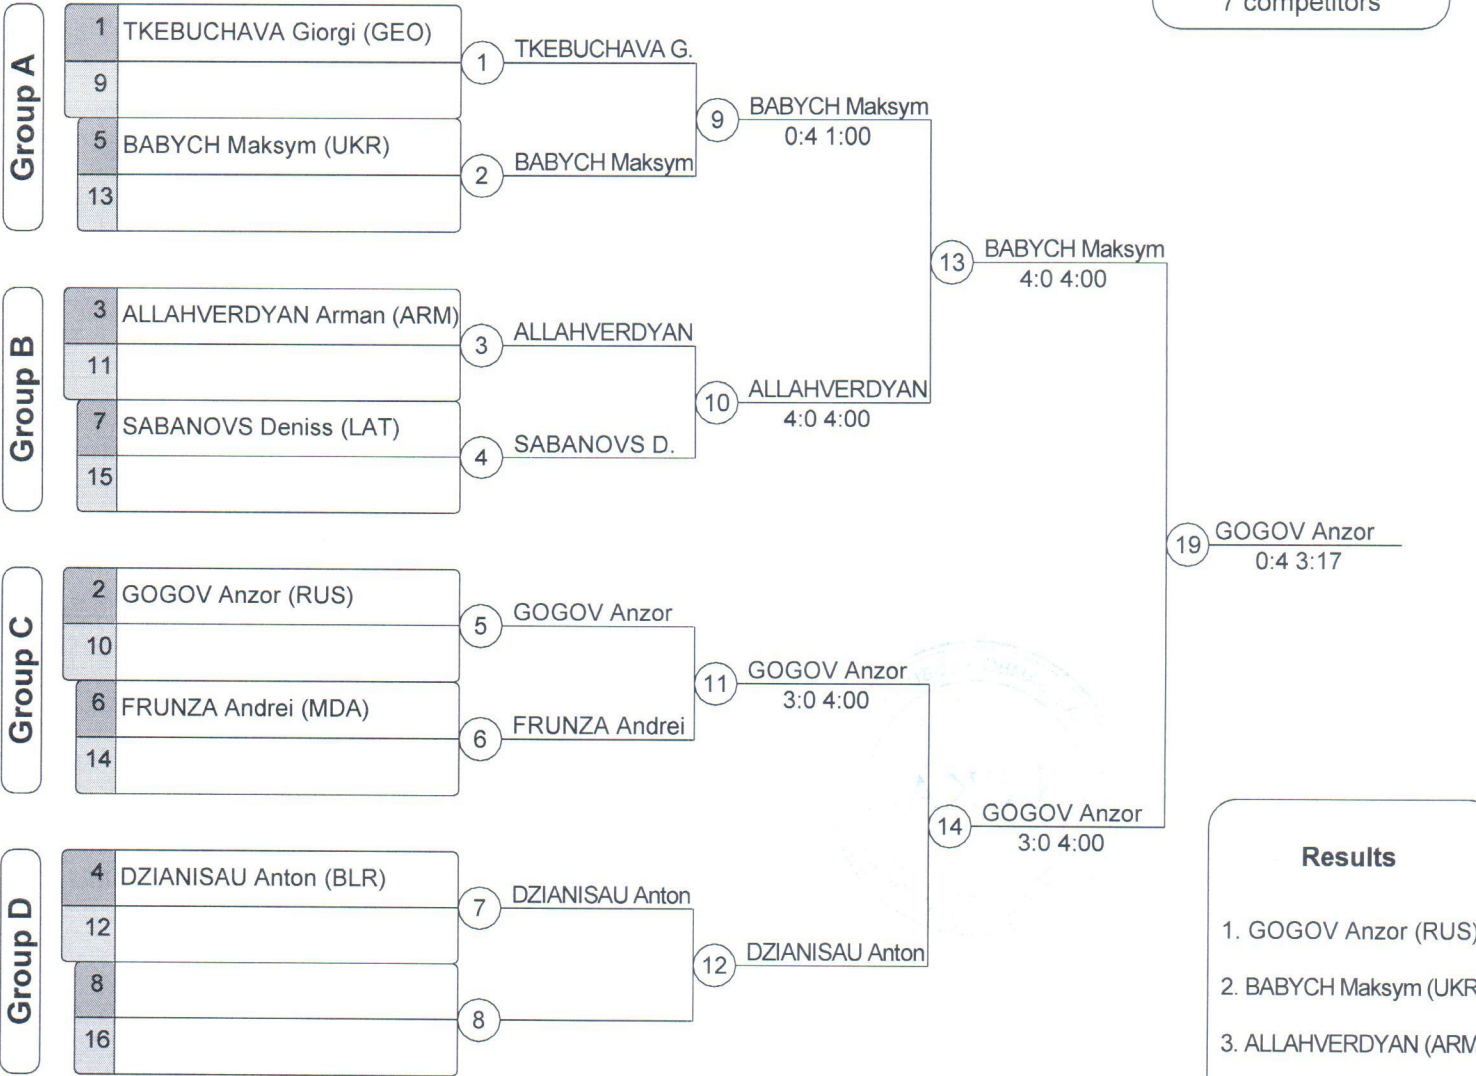 7 competitors
Group A
1 TKEBUCHAVA Giorgi (GEO)
9
5 BABYCH Maksym (UKR)
13
1 TKEBUCHAVA G.
2 BABYCH Maksym
9 BABYCH Maksym
0:4 1:00
Group B
3 ALLAHVERDYAN Arman (ARM)
11
7 SABANOVS Deniss (LAT)
15
3 ALLAHVERDYAN
4 SABANOVS D.
10 ALLAHVERDYAN
4:0 4:00
13 BABYCH Maksym
4:0 4:00
Group C
2 GOGOV Anzor (RUS)
10
6 FRUNZA Andrei (MDA)
14
5 GOGOV Anzor
6 FRUNZA Andrei
11 GOGOV Anzor
3:0 4:00
Group D
4 DZIANISAU Anton (BLR)
12
8
16
7 DZIANISAU Anton
8
12 DZIANISAU Anton
14 GOGOV Anzor
3:0 4:00
19 GOGOV Anzor
0:4 3:17
Results
1. GOGOV Anzor (RUS)
2. BABYCH Maksym (UKR
3. ALLAHVERDYAN (ARM